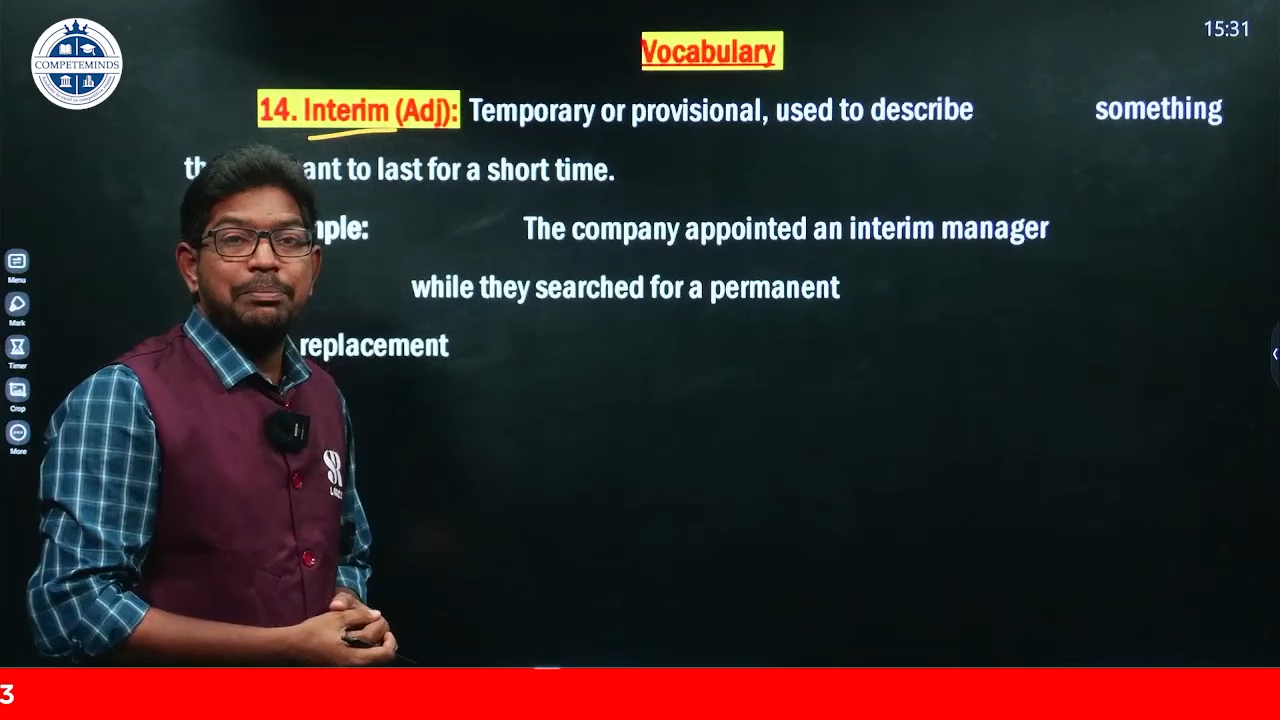 COMPETEMINDS
15:31
Vocabulary
14. Interim (Adj): Temporary or provisional, used to describe something
ant to last for a short time.
The company appointed an interim manager
while they searched for a permanent
replacement
Menu
Mark
Timer
Crop
More
3